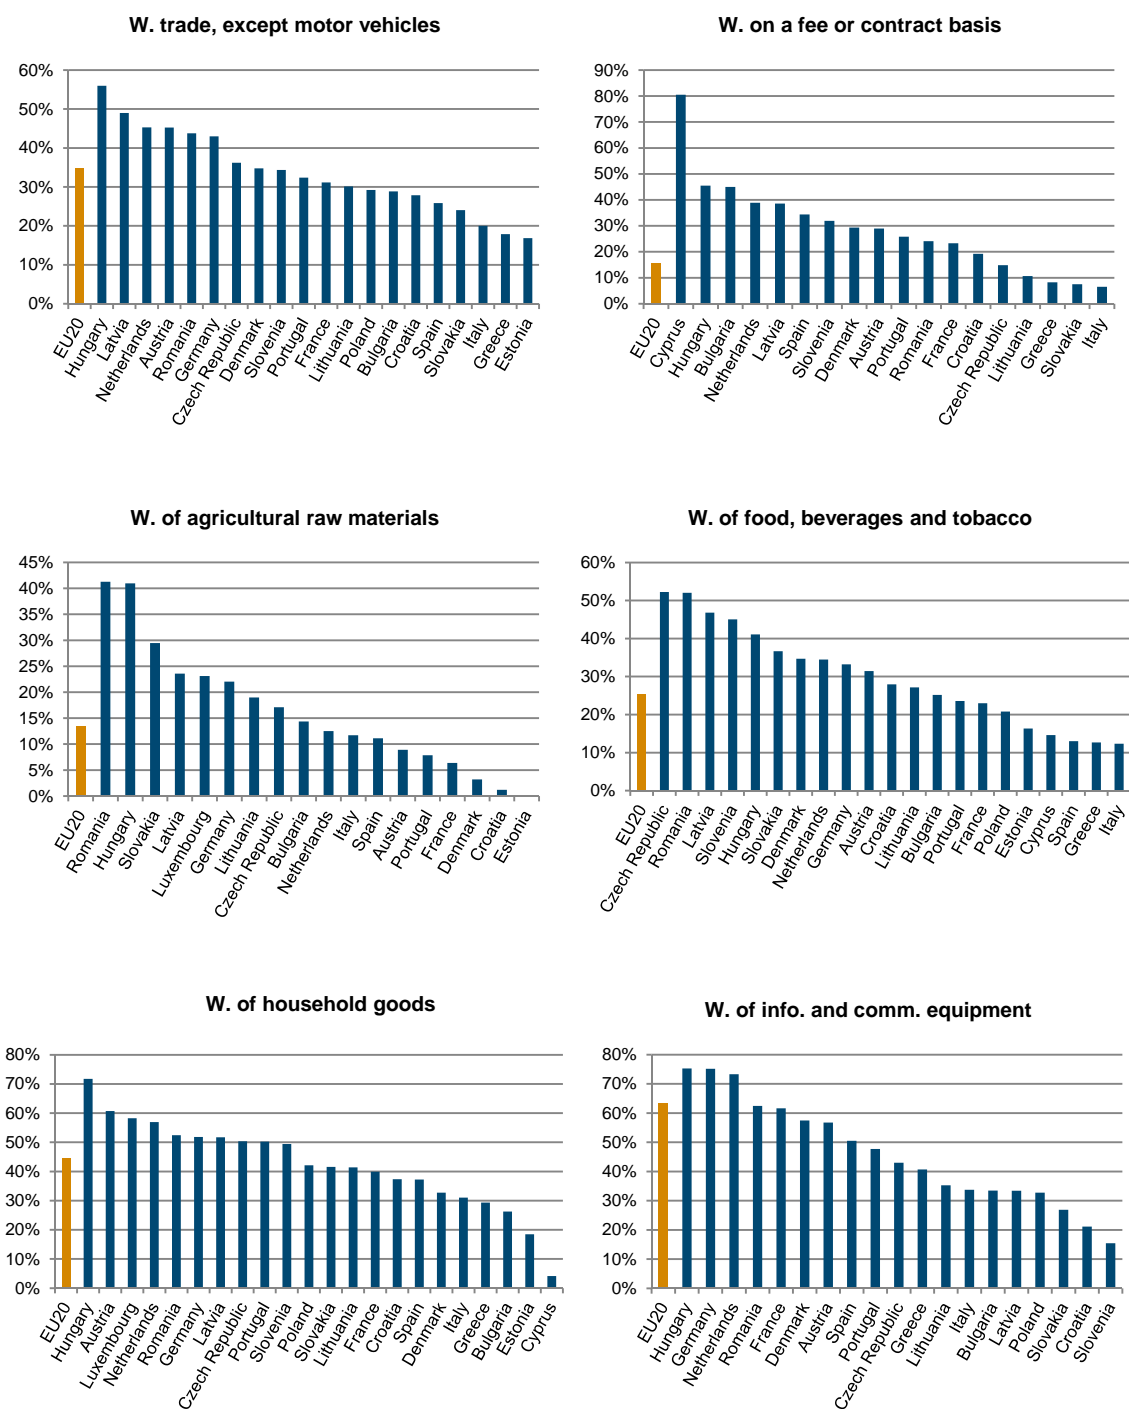 W. trade, except motor vehicles
60%
50%
40%
30%
20%
10%
0%
EU20
Hungary
Latvia
Netherlands
Austria
Romania
Germany
Czech Republic
Denmark
Slovenia
Portugal
France
Lithuania
Poland
Bulgaria
Croatia
Spain
Slovakia
Italy
Greece
Estonia
W. on a fee or contract basis
90%
80%
70%
60%
50%
40%
30%
20%
10%
0%
EU20
Cyprus
Hungary
Bulgaria
Netherlands
Latvia
Spain
Slovenia
Denmark
Austria
Portugal
Romania
France
Croatia
Czech Republic
Lithuania
Greece
Slovakia
Italy
W. of agricultural raw materials
45%
40%
35%
30%
25%
20%
15%
10%
5%
0%
EU20
Romania
Hungary
Slovakia
Latvia
Luxembourg
Germany
Lithuania
Czech Republic
Bulgaria
Netherlands
Italy
Spain
Austria
Portugal
France
Denmark
Croatia
Estonia
W. of food, beverages and tobacco
60%
50%
40%
30%
20%
10%
0%
EU20
Czech Republic
Romania
Latvia
Slovenia
Hungary
Slovakia
Denmark
Netherlands
Germany
Austria
Croatia
Lithuania
Bulgaria
Portugal
France
Poland
Estonia
Cyprus
Spain
Greece
Italy
W. of household goods
80%
70%
60%
50%
40%
30%
20%
10%
0%
EU20
Hungary
Austria
Luxembourg
Netherlands
Romania
Germany
Latvia
Czech Republic
Portugal
Slovenia
Poland
Slovakia
Lithuania
France
Croatia
Spain
Denmark
Italy
Greece
Bulgaria
Estonia
Cyprus
W. of info. and comm. equipment
80%
70%
60%
50%
40%
30%
20%
10%
0%
EU20
Hungary
Germany
Netherlands
Romania
France
Denmark
Austria
Spain
Portugal
Czech Republic
Greece
Lithuania
Italy
Bulgaria
Latvia
Poland
Slovakia
Croatia
Slovenia